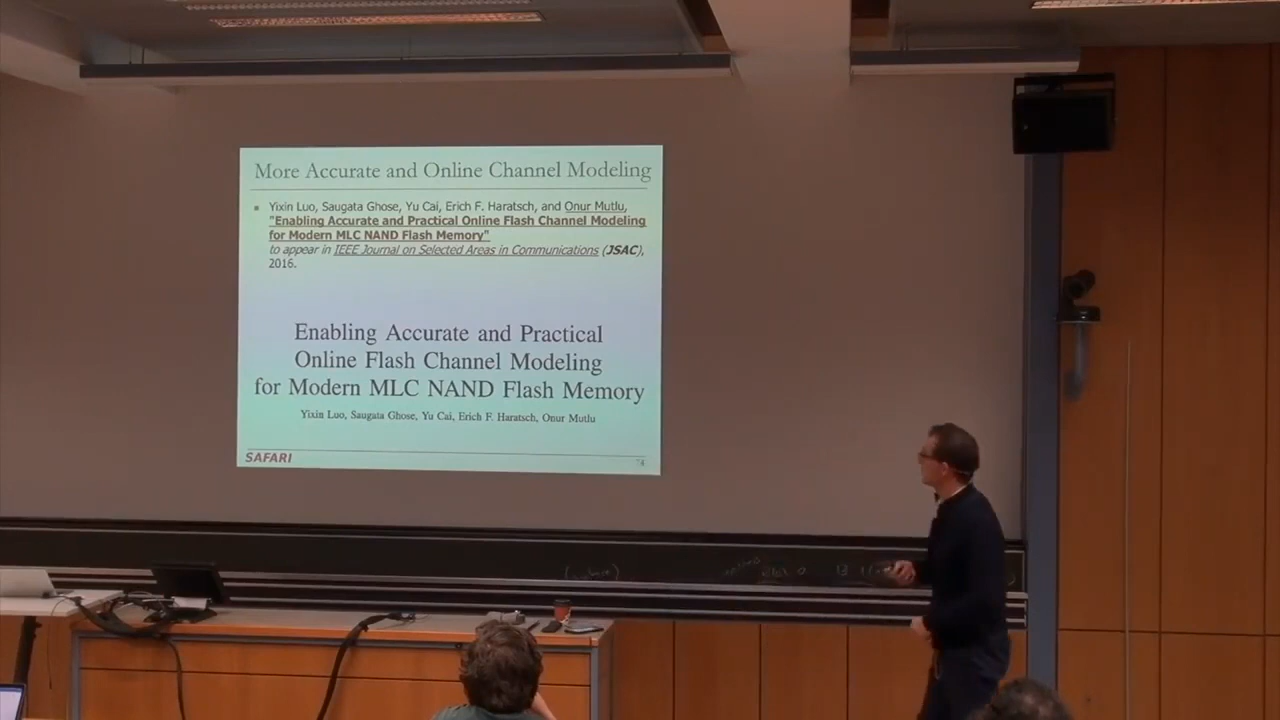 More Accurate and Online Channel Modeling
Yixin Luo, Saugata Ghose, Yu Cai, Erich F. Haratsch, and Onur Mutlu,
"Enabling Accurate and Practical Online Flash Channel Modeling
for Modern MLC NAND Flash Memory"
to appear in IEEE Journal on Selected Areas in Communications (JSAC),
2016.
Enabling Accurate and Practical
Online Flash Channel Modeling
for Modern MLC NAND Flash Memory
Yixin Luo, Saugata Ghose, Yu Cai, Erich F. Haratsch, Onur Mutlu
SAFARI